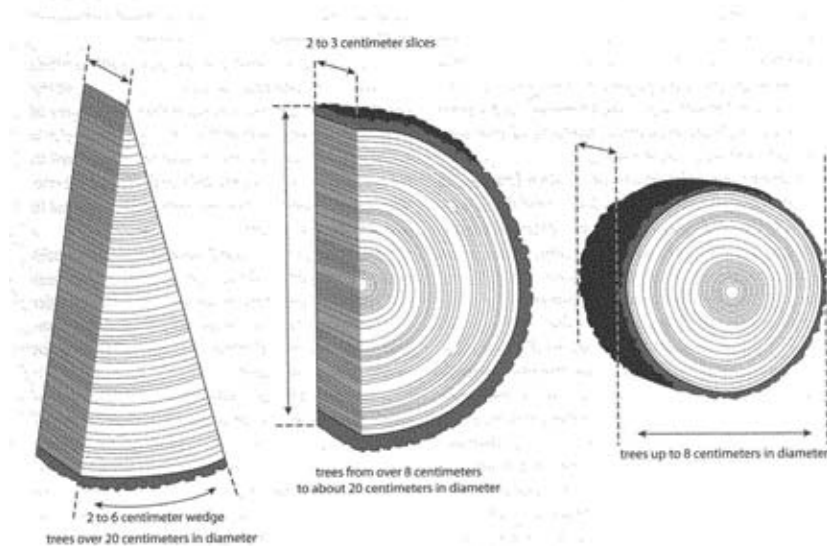 2 to 3 centimeter slices
trees from over 8 centimeters
to about 20 centimeters in diameter
trees up to 8 centimeters in diameter
2 to 6 centimeter wedge
trees over 20 centimeters in diameter